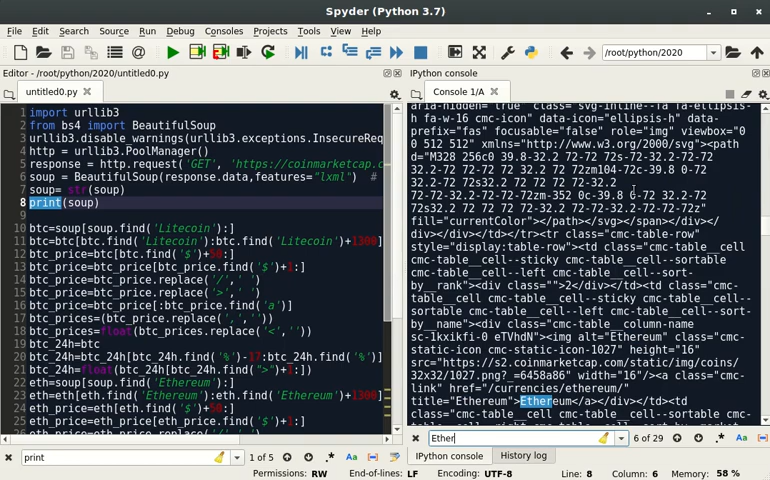 Spyder (Python 3.7)
File Edit Search Source Run Debug Consoles Projects Tools View Help
/root/python/2020
Editor - /root/python/2020/untitled0.py
IPython console
untitled0.py
Console 1/A
1 import urllib3
2 from bs4 import BeautifulSoup
3 urllib3.disable_warnings(urllib3.exceptions.InsecureReq
4 http = urllib3.PoolManager()
5 response = http.request('GET', 'https://coinmarketcap.c
6 soup = BeautifulSoup(response.data,features="lxml") #
7 soup= str(soup)
8 print(soup)
9
10 btc=soup[soup.find('Litecoin'):]
11 btc=btc[btc.find('Litecoin'):btc.find('Litecoin')+1300]
12 btc_price=btc[btc.find('$')+50:]
13 btc_price=btc_price[btc_price.find('$')+1:]
14 btc_price=btc_price.replace('/',' ')
15 btc_price=btc_price.replace('>',' ')
16 btc_price=btc_price[:btc_price.find('a')]
17 btc_prices=(btc_price.replace(',',''))
18 btc_prices=float(btc_prices.replace('<',''))
19 btc_24h=btc
20 btc_24h=btc_24h[btc_24h.find('%')-17:btc_24h.find('%')]
21 btc_24h=float(btc_24h[btc_24h.find(">")+1:])
22 eth=soup[soup.find('Ethereum'):]
23 eth=eth[eth.find('Ethereum'):eth.find('Ethereum')+1300]
24 eth_price=eth[eth.find('$')+50:]
25 eth_price=eth_price[eth_price.find('$')+1:]
26 eth_price=eth_price.replace('/',' ')
aria-hidden="true" class="svg-inline--fa fa-ellipsis-
h fa-w-16 cmc-icon" data-icon="ellipsis-h" data-
prefix="fas" focusable="false" role="img" viewbox="0
0 512 512" xmlns="http://www.w3.org/2000/svg"><path
d="M328 256c0 39.8-32.2 72-72 72s-72-32.2-72-72
32.2-72 72-72 72 32.2 72 72zm104-72c-39.8 0-72
32.2-72 72s32.2 72 72 72 72-32.2
72-72-32.2-72-72-72zm-352 0c-39.8 0-72 32.2-72
72s32.2 72 72 72 72-32.2 72-72-32.2-72-72-72z"
fill="currentColor"></path></svg></span></div></
div></div></td></tr><tr class="cmc-table-row"
style="display:table-row"><td class="cmc-table__cell
cmc-table__cell--sticky cmc-table__cell--sortable
cmc-table__cell--left cmc-table__cell--sort-
by__rank"><div class="">2</div></td><td class="cmc-
table__cell cmc-table__cell--sticky cmc-table__cell--
sortable cmc-table__cell--left cmc-table__cell--sort-
by__name"><div class="cmc-table__column-name
sc-1kxikfi-0 eTVhdN"><img alt="Ethereum" class="cmc-
static-icon cmc-static-icon-1027" height="16"
src="https://s2.coinmarketcap.com/static/img/coins/
32x32/1027.png?_=6458a86" width="16"/><a class="cmc-
link" href="/currencies/ethereum/"
title="Ethereum">Ethereum</a></div></td><td
class="cmc-table__cell cmc-table__cell--sortable cmc-
Ether
6 of 29
Aa
print
1 of 5
Aa
IPython console History log
Permissions: RW End-of-lines: LF Encoding: UTF-8 Line: 8 Column: 6 Memory: 58 %